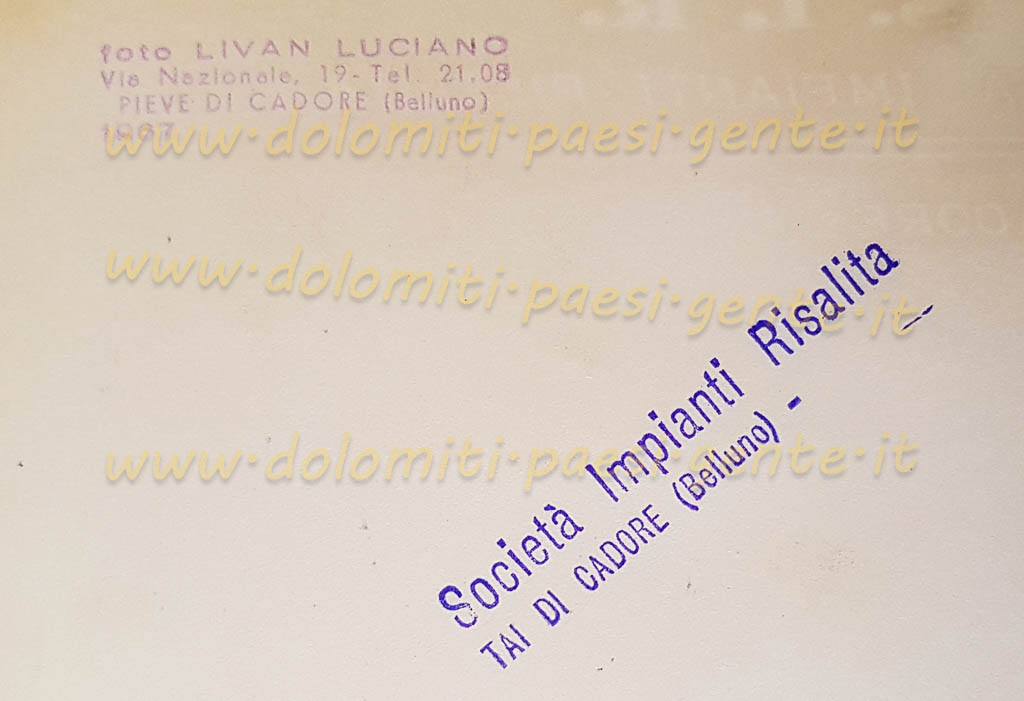 foto LIVAN LUCIANO
Via Nazionale, 19 - Tel. 21.08
PIEVE DI CADORE (Belluno)
1967
www.dolomiti.paesi.gente.it
www.dolomiti.paesi.gente.it
Società Impianti Risalita
TAI DI CADORE (Belluno) -
www.dolomiti.paesi.gente.it